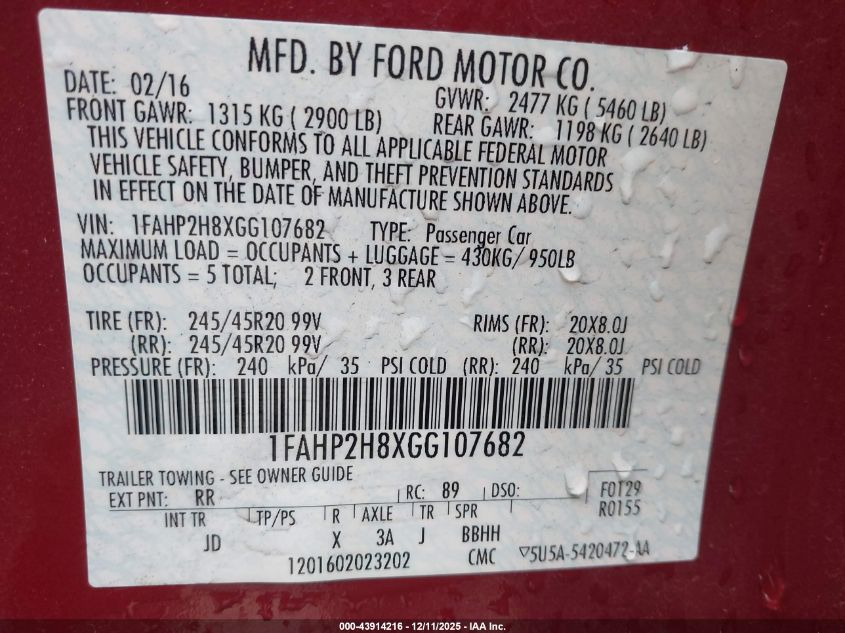 MFD. BY FORD MOTOR CO.
DATE: 02/16 GVWR: 2477 KG ( 5460 LB)
FRONT GAWR: 1315 KG ( 2900 LB) REAR GAWR: 1198 KG ( 2640 LB)
THIS VEHICLE CONFORMS TO ALL APPLICABLE FEDERAL MOTOR
VEHICLE SAFETY, BUMPER, AND THEFT PREVENTION STANDARDS
IN EFFECT ON THE DATE OF MANUFACTURE SHOWN ABOVE.
VIN: 1FAHP2H8XGG107682 TYPE: Passenger Car
MAXIMUM LOAD = OCCUPANTS + LUGGAGE = 430KG/ 950LB
OCCUPANTS = 5 TOTAL; 2 FRONT, 3 REAR
TIRE (FR): 245/45R20 99V RIMS (FR): 20X8.0J
(RR): 245/45R20 99V (RR): 20X8.0J
PRESSURE (FR): 240 kPa/ 35 PSI COLD (RR): 240 kPa/ 35 PSI COLD
1FAHP2H8XGG107682
TRAILER TOWING - SEE OWNER GUIDE
EXT PNT: RR RC: 89 DSO: F0129
R0155
INT TR TP/PS R AXLE TR SPR
JD X 3A J BBHH
1201602023202 CMC ▽5U5A-5420472-AA
000-43914216 - 12/11/2025 - IAA Inc.